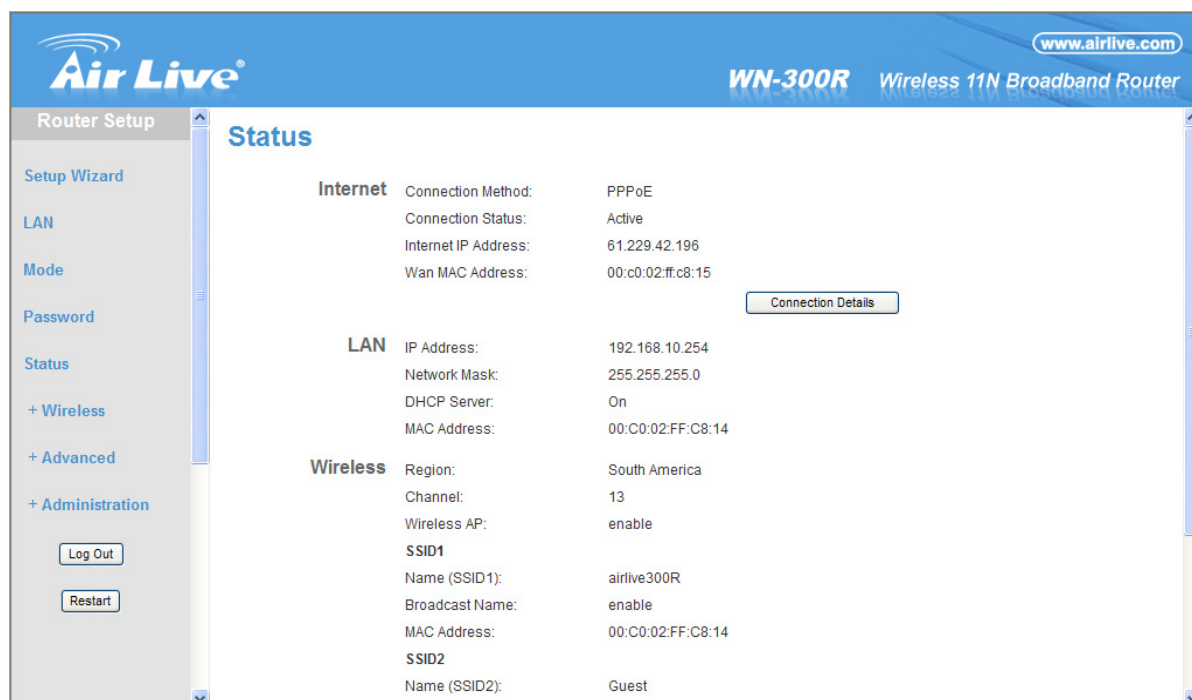 Air Live®
www.airlive.com
WN-300R Wireless 11N Broadband Router
Router Setup
Setup Wizard
LAN
Mode
Password
Status
+ Wireless
+ Advanced
+ Administration
Log Out
Restart
Status
Internet
Connection Method: PPPoE
Connection Status: Active
Internet IP Address: 61.229.42.196
Wan MAC Address: 00:c0:02:ff:c8:15
Connection Details
LAN
IP Address: 192.168.10.254
Network Mask: 255.255.255.0
DHCP Server: On
MAC Address: 00:C0:02:FF:C8:14
Wireless
Region: South America
Channel: 13
Wireless AP: enable
SSID1
Name (SSID1): airlive300R
Broadcast Name: enable
MAC Address: 00:C0:02:FF:C8:14
SSID2
Name (SSID2): Guest